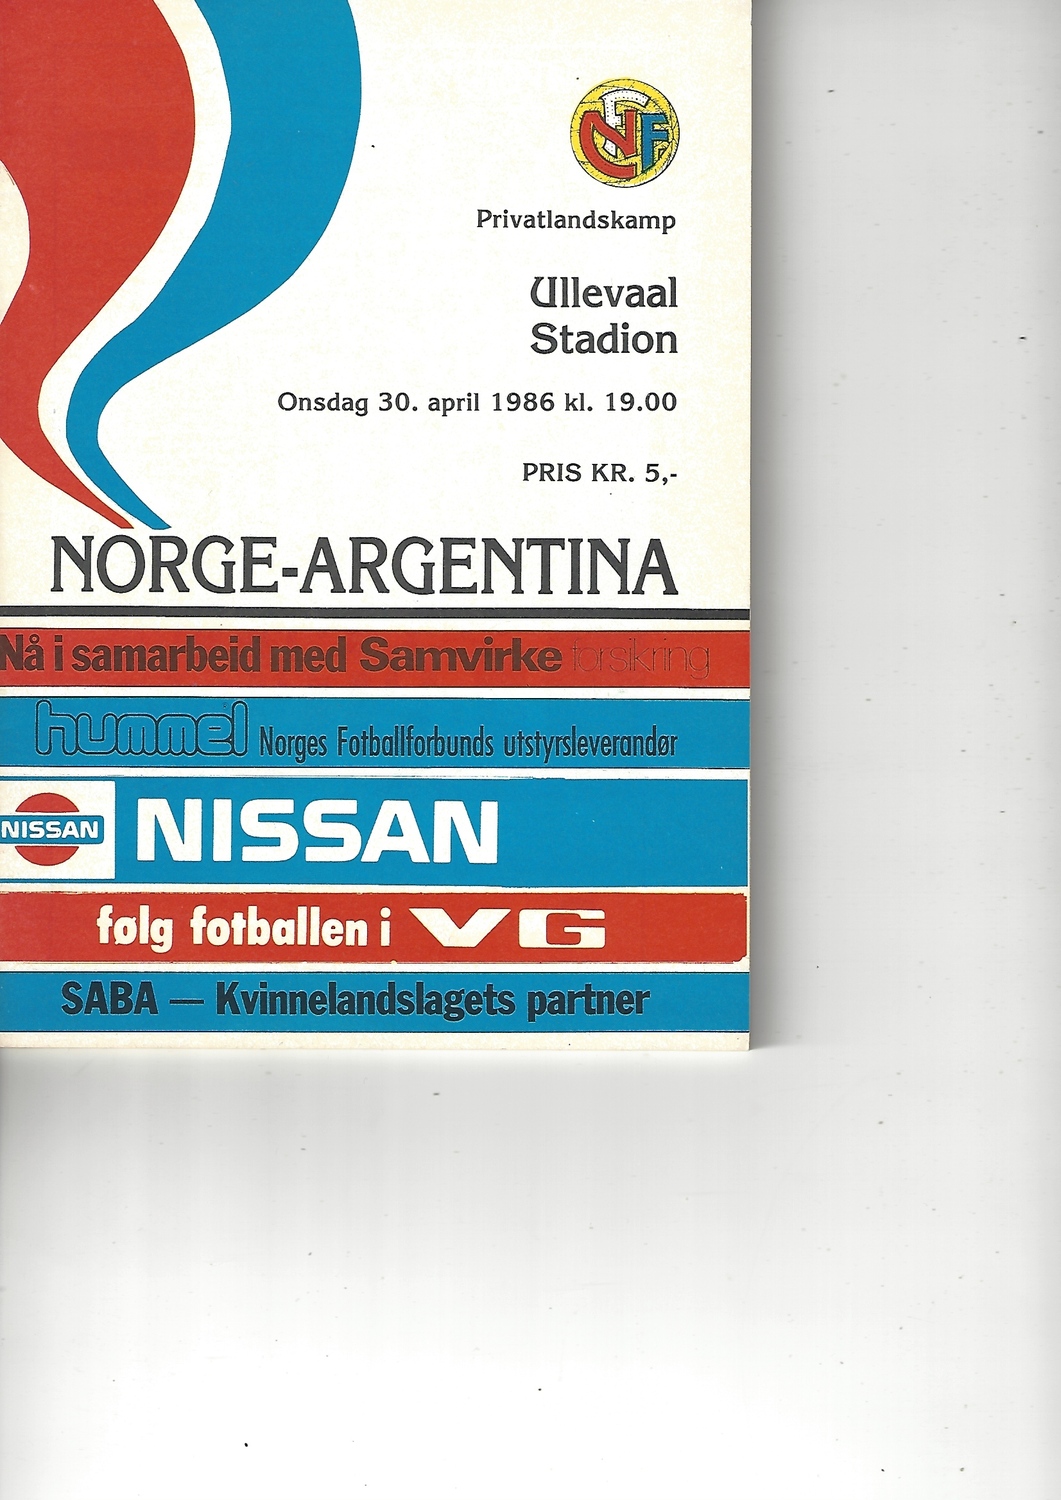 NFF
Privatlandskamp
Ullevaal
Stadion
Onsdag 30. april 1986 kl. 19.00
PRIS KR. 5,-
NORGE-ARGENTINA
Nå i samarbeid med Samvirke forsikring
hummel Norges Fotballforbunds utstyrsleverandør
NISSAN NISSAN
følg fotballen i VG
SABA — Kvinnelandslagets partner